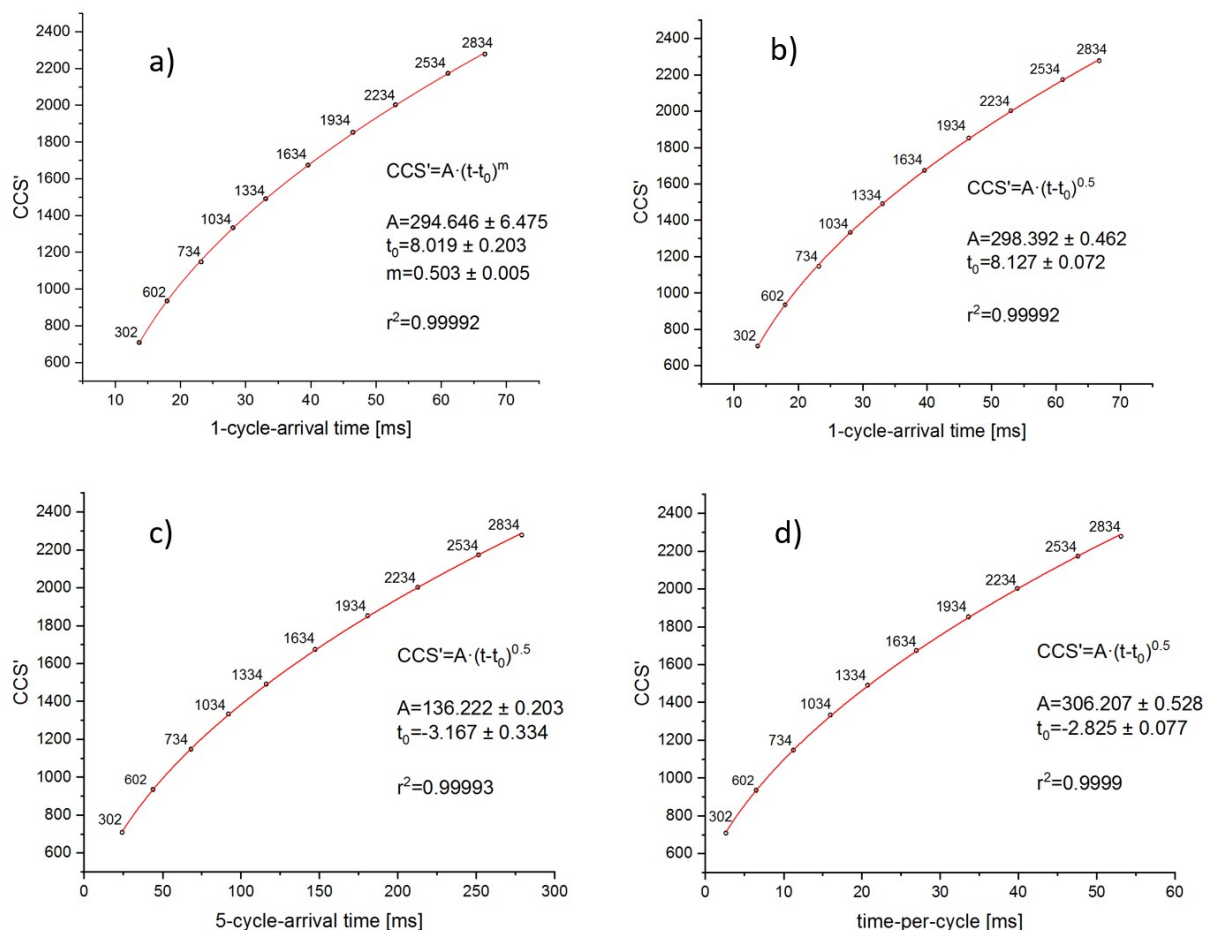 a)
CCS'
2400
2200
2000
1800
1600
1400
1200
1000
800
600
302
602
734
1034
1334
1634
1934
2234
2534
2834
CCS'=A·(t-t₀)ᵐ
A=294.646 ± 6.475
t₀=8.019 ± 0.203
m=0.503 ± 0.005
r²=0.99992
10 20 30 40 50 60 70
1-cycle-arrival time [ms]
b)
CCS'
2400
2200
2000
1800
1600
1400
1200
1000
800
600
302
602
734
1034
1334
1634
1934
2234
2534
2834
CCS'=A·(t-t₀)⁰·⁵
A=298.392 ± 0.462
t₀=8.127 ± 0.072
r²=0.99992
10 20 30 40 50 60 70
1-cycle-arrival time [ms]
c)
CCS'
2400
2200
2000
1800
1600
1400
1200
1000
800
600
302
602
734
1034
1334
1634
1934
2234
2534
2834
CCS'=A·(t-t₀)⁰·⁵
A=136.222 ± 0.203
t₀=-3.167 ± 0.334
r²=0.99993
0 50 100 150 200 250 300
5-cycle-arrival time [ms]
d)
CCS'
2400
2200
2000
1800
1600
1400
1200
1000
800
600
302
602
734
1034
1334
1634
1934
2234
2534
2834
CCS'=A·(t-t₀)⁰·⁵
A=306.207 ± 0.528
t₀=-2.825 ± 0.077
r²=0.9999
0 10 20 30 40 50 60
time-per-cycle [ms]